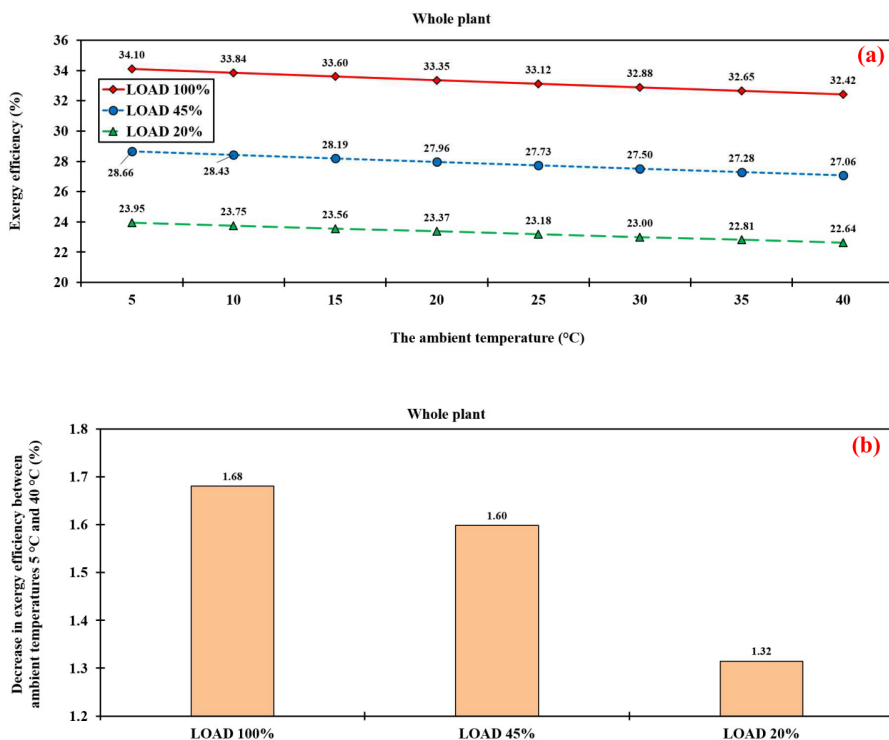 Whole plant
(a)
Exergy efficiency (%)
36
34
32
30
28
26
24
22
20
34.10 33.84 33.60 33.35 33.12 32.88 32.65 32.42
LOAD 100%
LOAD 45%
LOAD 20%
28.66 28.43 28.19 27.96 27.73 27.50 27.28 27.06
23.95 23.75 23.56 23.37 23.18 23.00 22.81 22.64
5 10 15 20 25 30 35 40
The ambient temperature (°C)
Whole plant
(b)
Decrease in exergy efficiency between
ambient temperatures 5 °C and 40 °C (%)
1.8
1.7
1.6
1.5
1.4
1.3
1.2
1.68
1.60
1.32
LOAD 100% LOAD 45% LOAD 20%